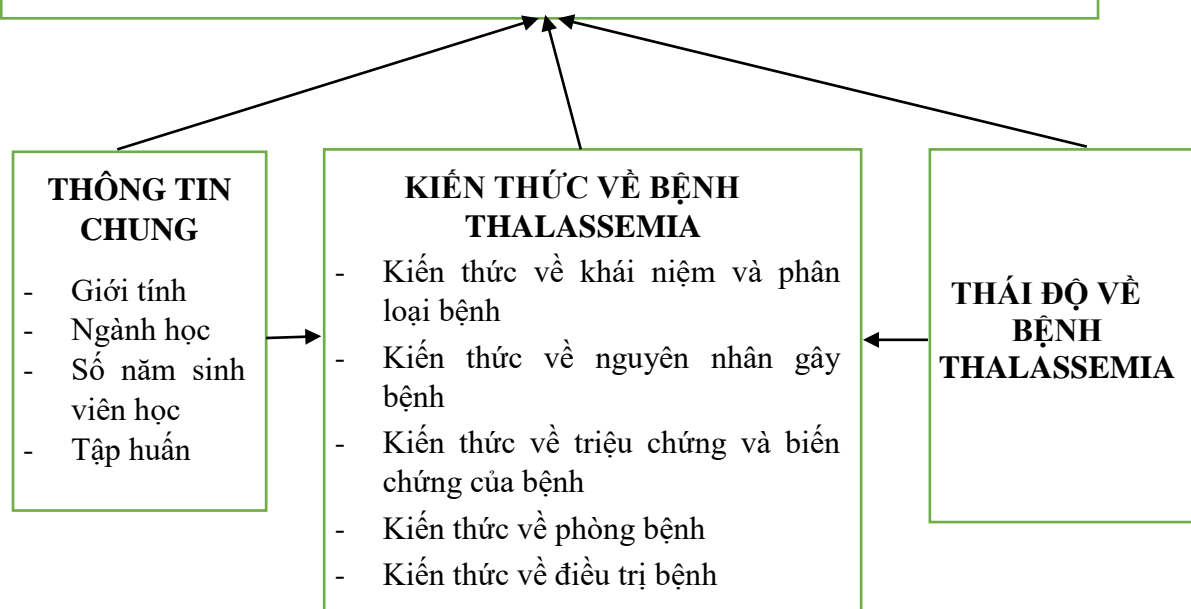 THÔNG TIN
CHUNG
- Giới tính
- Ngành học
- Số năm sinh
viên học
- Tập huấn
KIẾN THỨC VỀ BỆNH
THALASSEMIA
- Kiến thức về khái niệm và phân
loại bệnh
- Kiến thức về nguyên nhân gây
bệnh
- Kiến thức về triệu chứng và biến
chứng của bệnh
- Kiến thức về phòng bệnh
- Kiến thức về điều trị bệnh
THÁI ĐỘ VỀ
BỆNH
THALASSEMIA